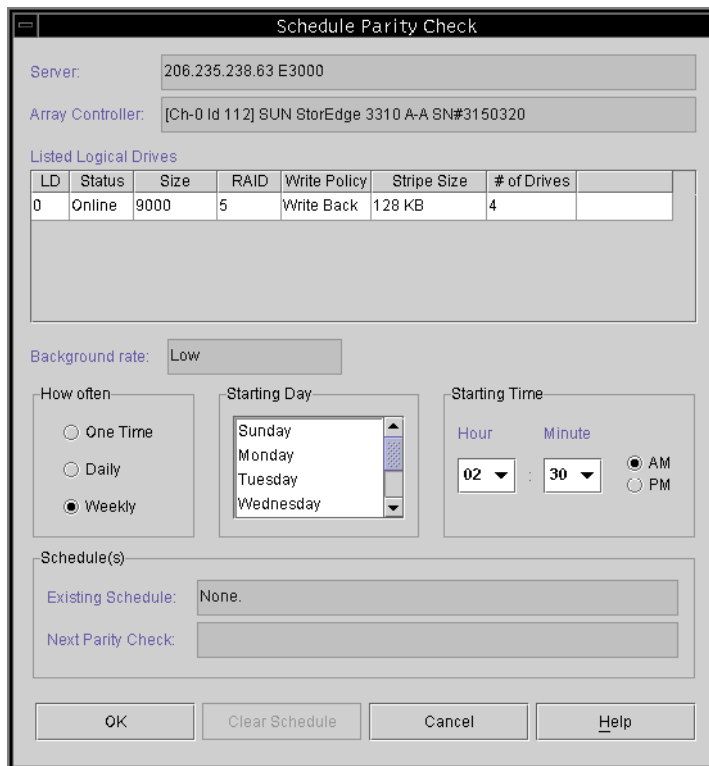 Schedule Parity Check
Server: 206.235.238.63 E3000
Array Controller: [Ch-0 Id 112] SUN StorEdge 3310 A-A SN#3150320
Listed Logical Drives
LD Status Size RAID Write Policy Stripe Size # of Drives
0 Online 9000 5 Write Back 128 KB 4
Background rate: Low
How often
One Time
Daily
Weekly
Starting Day
Sunday
Monday
Tuesday
Wednesday
Starting Time
Hour Minute
02 : 30
AM
PM
Schedule(s)
Existing Schedule: None.
Next Parity Check:
OK Clear Schedule Cancel Help